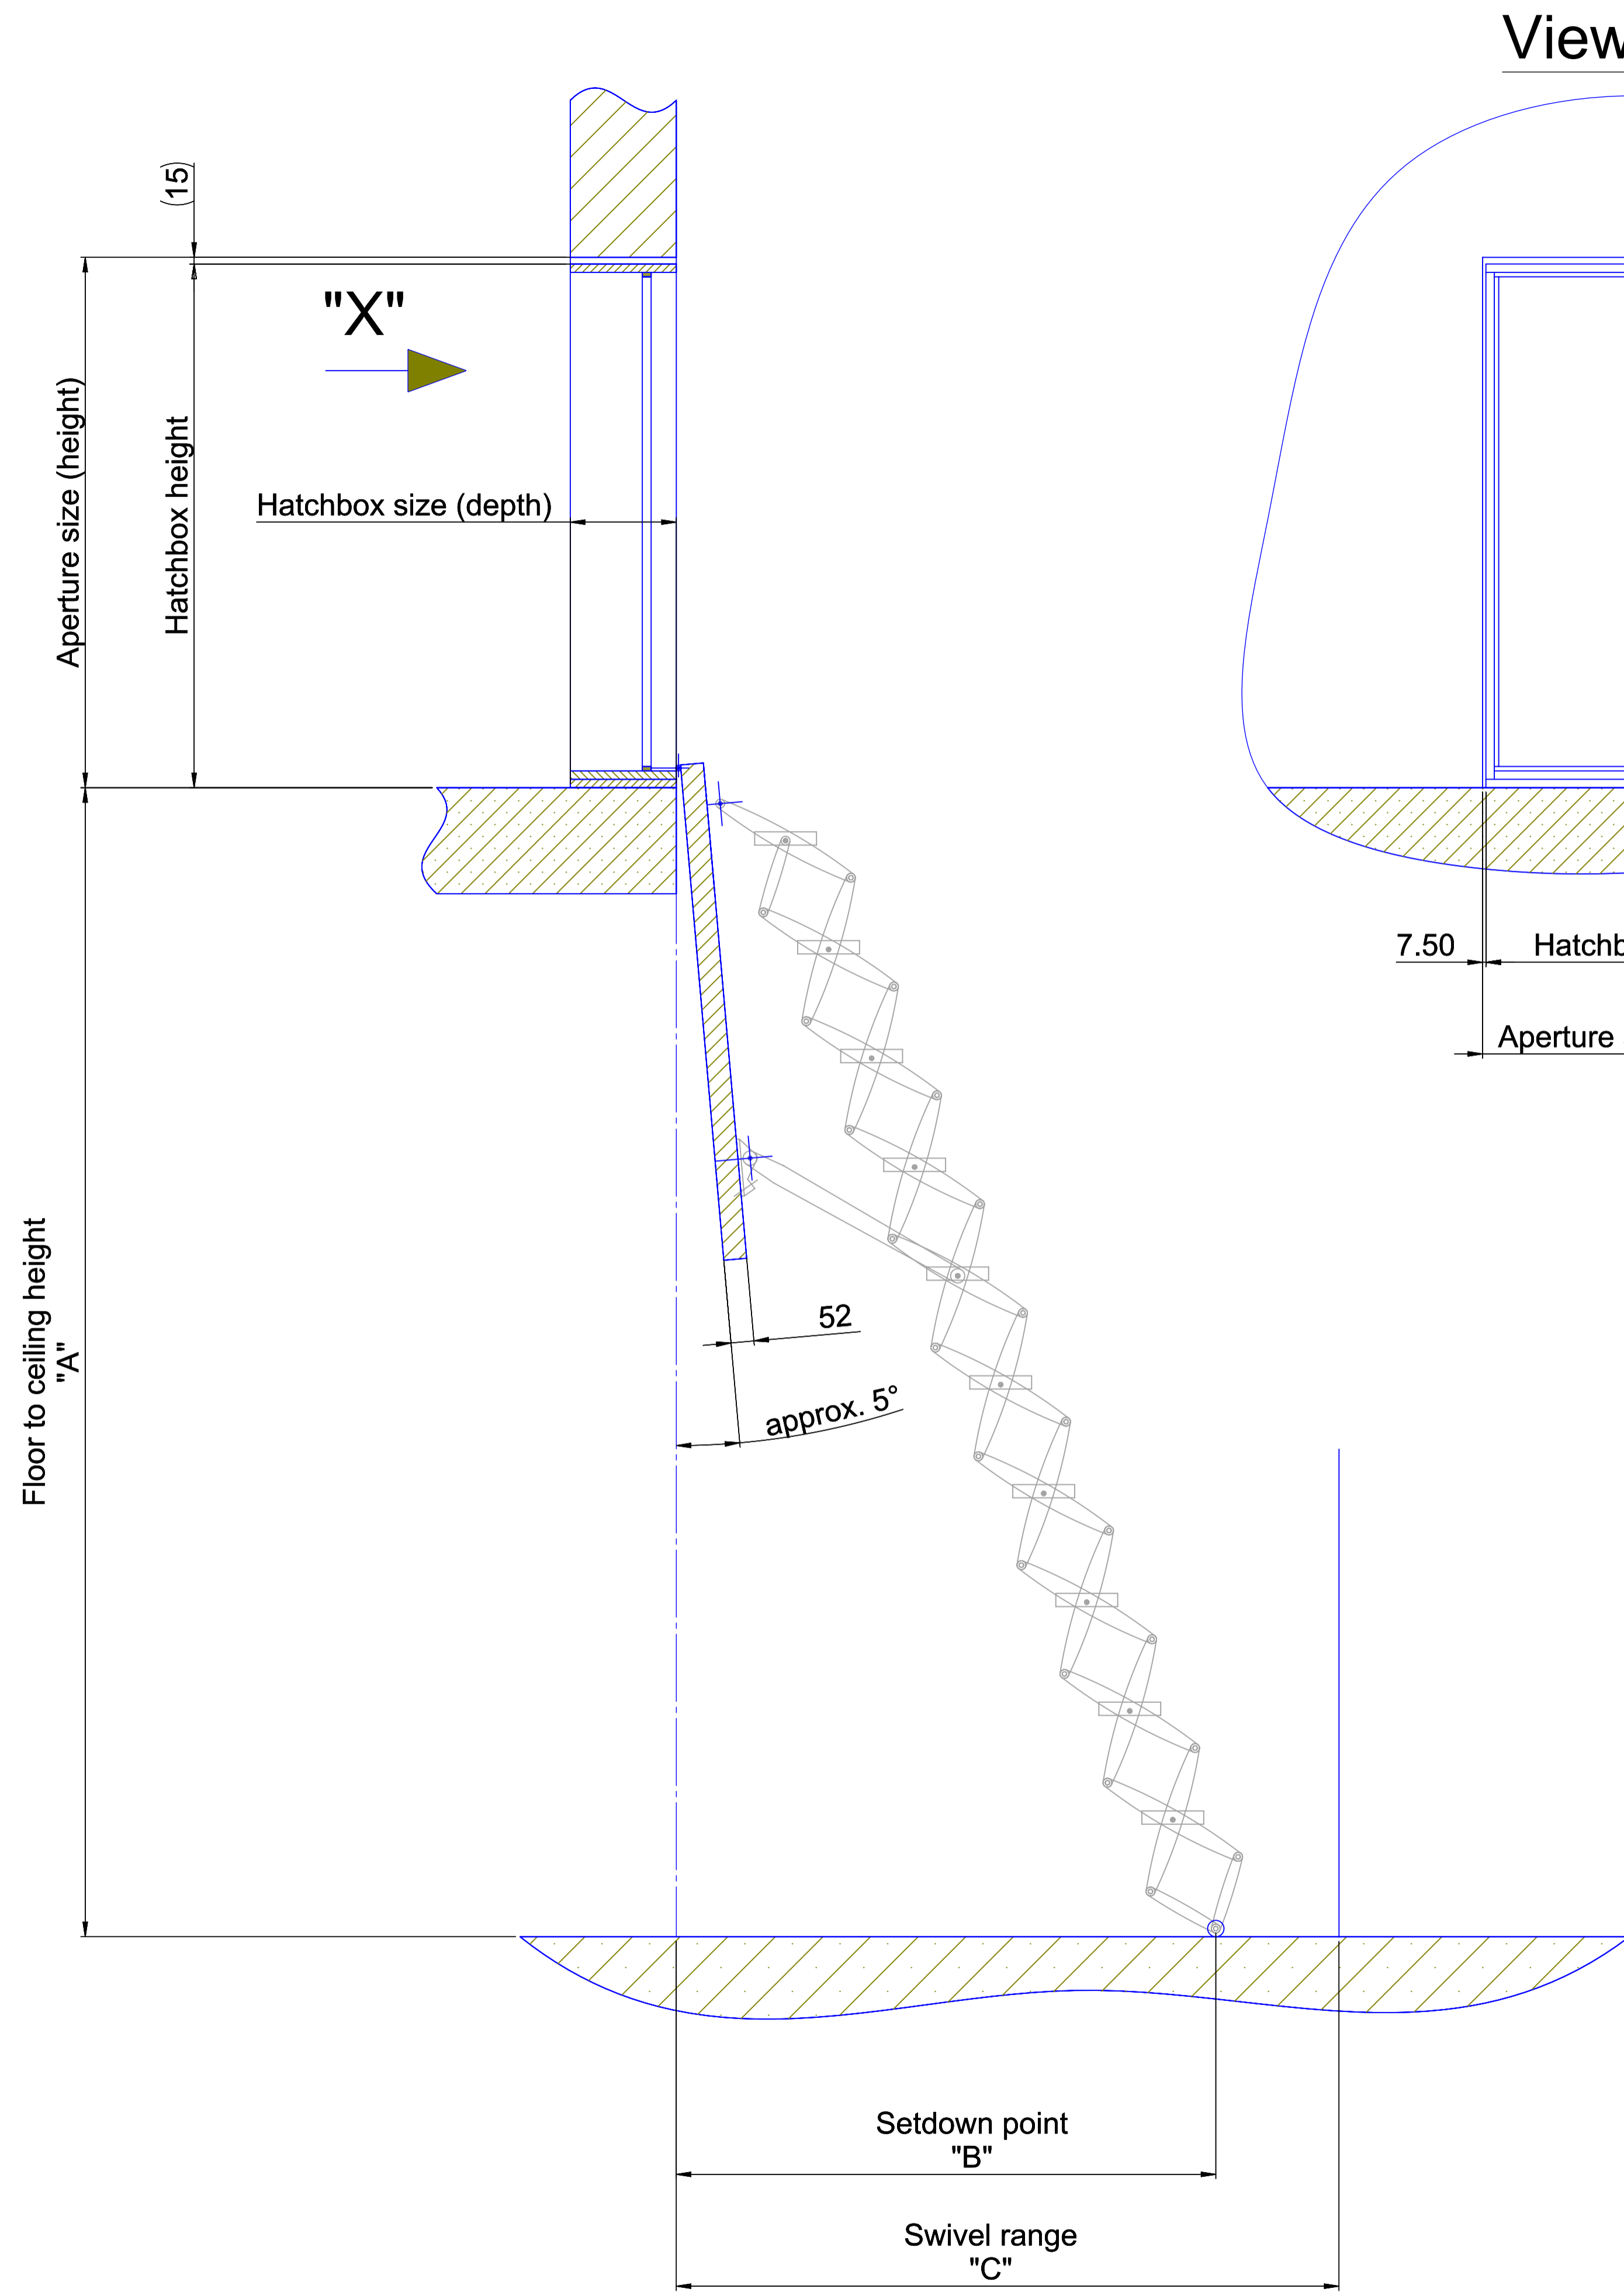 View
(15)
"X"
Aperture size (height)
Hatchbox height
Hatchbox size (depth)
7.50
Hatchb
Aperture
Floor to ceiling height
"A"
52
approx. 5°
Setdown point
"B"
Swivel range
"C"